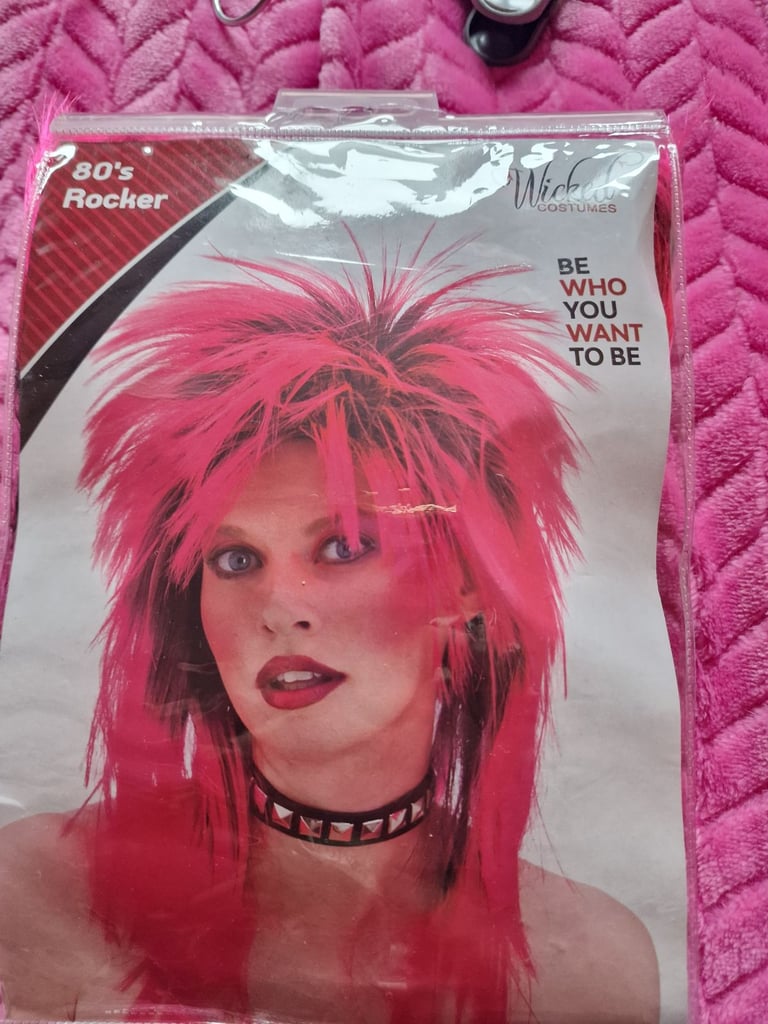 80's
Rocker
Wicked
COSTUMES
BE
WHO
YOU
WANT
TO BE